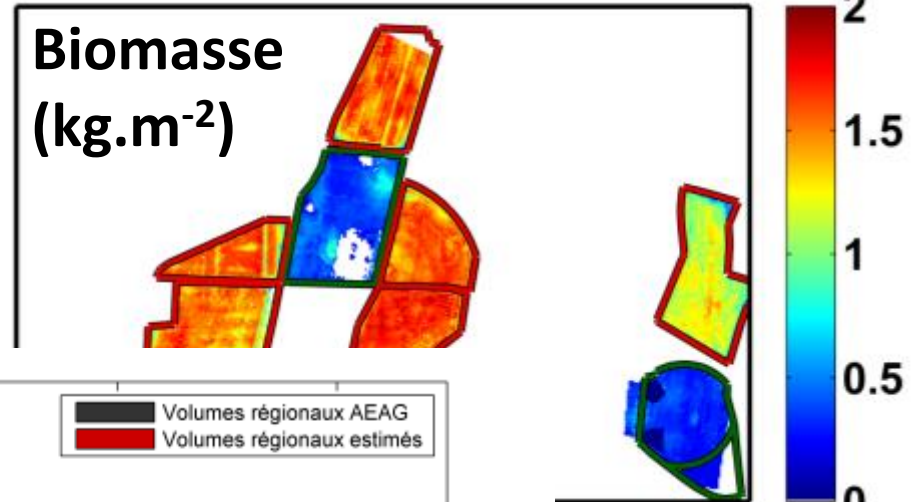 Biomasse
(kg.m-2)
2
1.5
1
0.5
0
Volumes régionaux AEAG
Volumes régionaux estimés